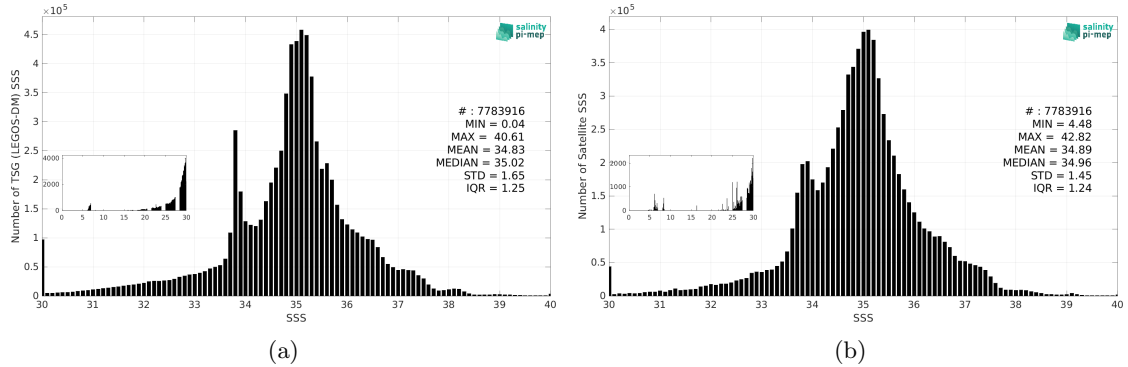 ×10⁵
4.5
4
3.5
3
2.5
2
1.5
1
0.5
0
30 31 32 33 34 35 36 37 38 39 40
SSS
Number of TSG (LEGOS-DM) SSS
salinity
pi-mep
# : 7783916
MIN = 0.04
MAX = 40.61
MEAN = 34.83
MEDIAN = 35.02
STD = 1.65
IQR = 1.25
4000
2000
0
0 5 10 15 20 25 30
(a)
×10⁵
4
3.5
3
2.5
2
1.5
1
0.5
0
30 31 32 33 34 35 36 37 38 39 40
SSS
Number of Satellite SSS
salinity
pi-mep
# : 7783916
MIN = 4.48
MAX = 42.82
MEAN = 34.89
MEDIAN = 34.96
STD = 1.45
IQR = 1.24
2000
1000
0
0 5 10 15 20 25 30
(b)